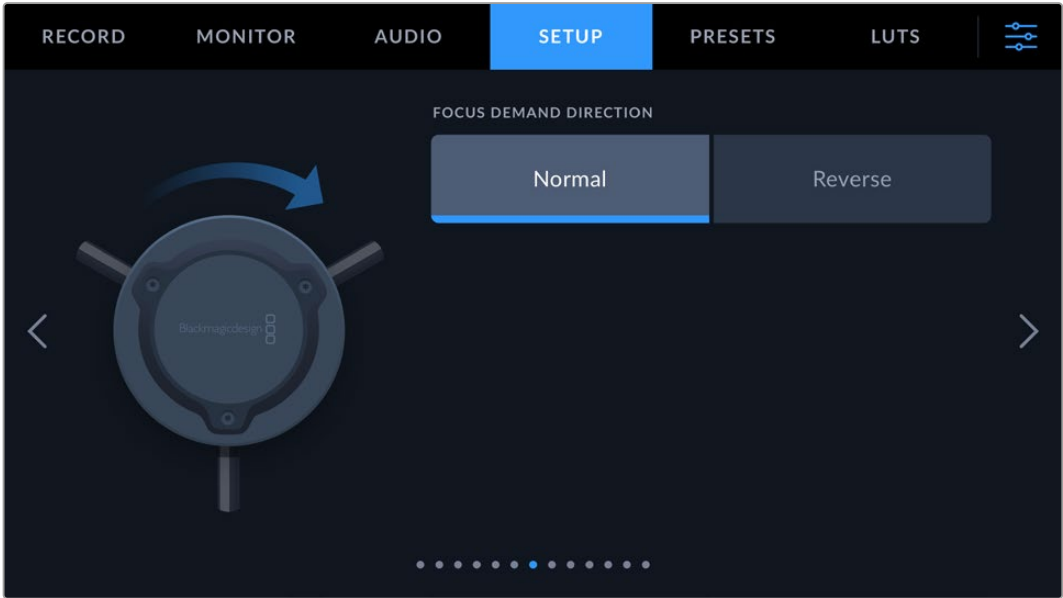 RECORD MONITOR AUDIO SETUP PRESETS LUTS
FOCUS DEMAND DIRECTION
Normal Reverse
Blackmagicdesign